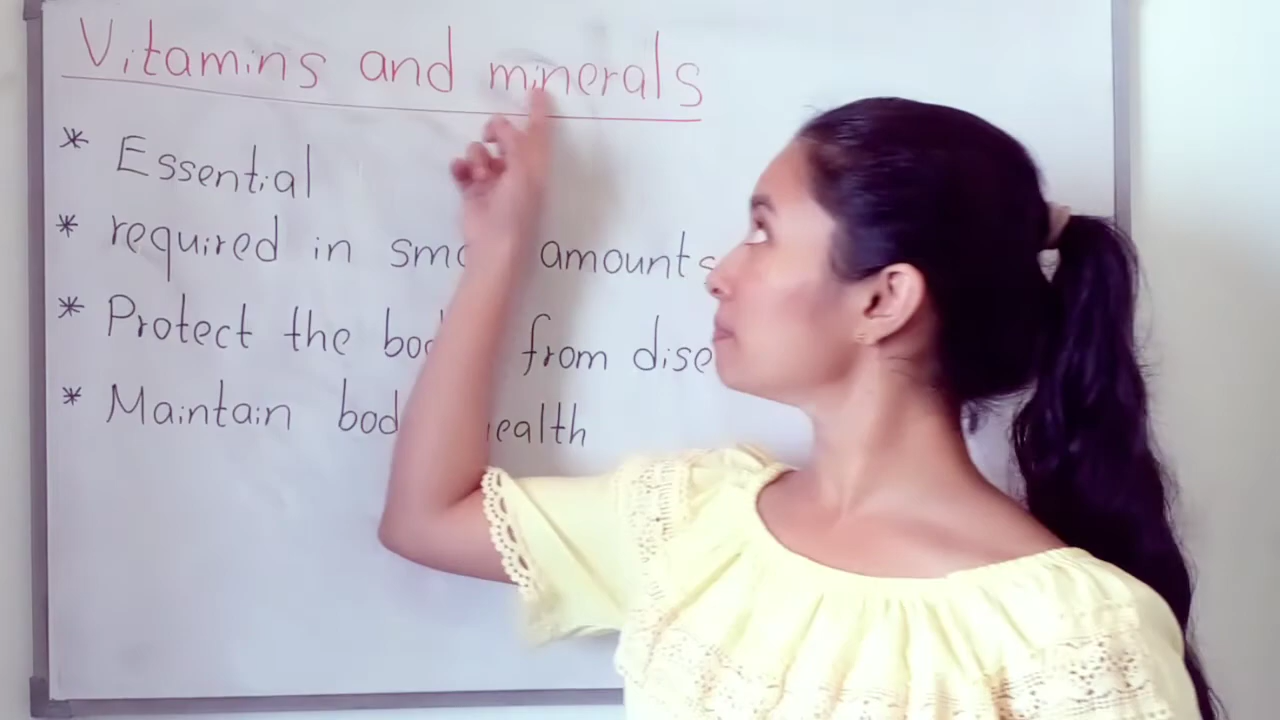 Vitamins and minerals
* Essential
* required in amounts
* Protect the from
* Maintain